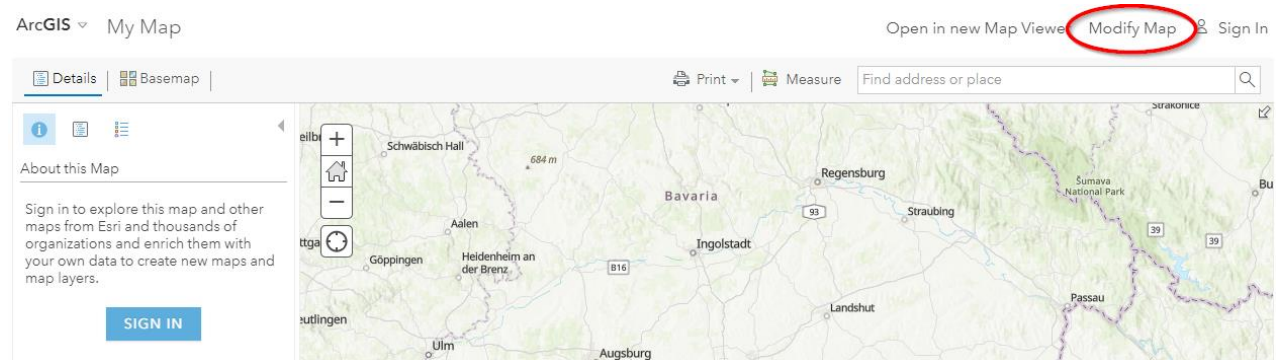 ArcGIS My Map
Open in new Map Viewer Modify Map Sign In
Details Basemap
Print Measure Find address or place
About this Map
Sign in to explore this map and other
maps from Esri and thousands of
organizations and enrich them with
your own data to create new maps and
map layers.
SIGN IN
Schwäbisch Hall
684 m
Strakonice
Regensburg
Šumava
National Park
Bavaria
93
Straubing
Aalen
39
39
Ingolstadt
Göppingen
Heidenheim an
der Brenz
B16
Passau
Landshut
eutlingen
Ulm
Augsburg